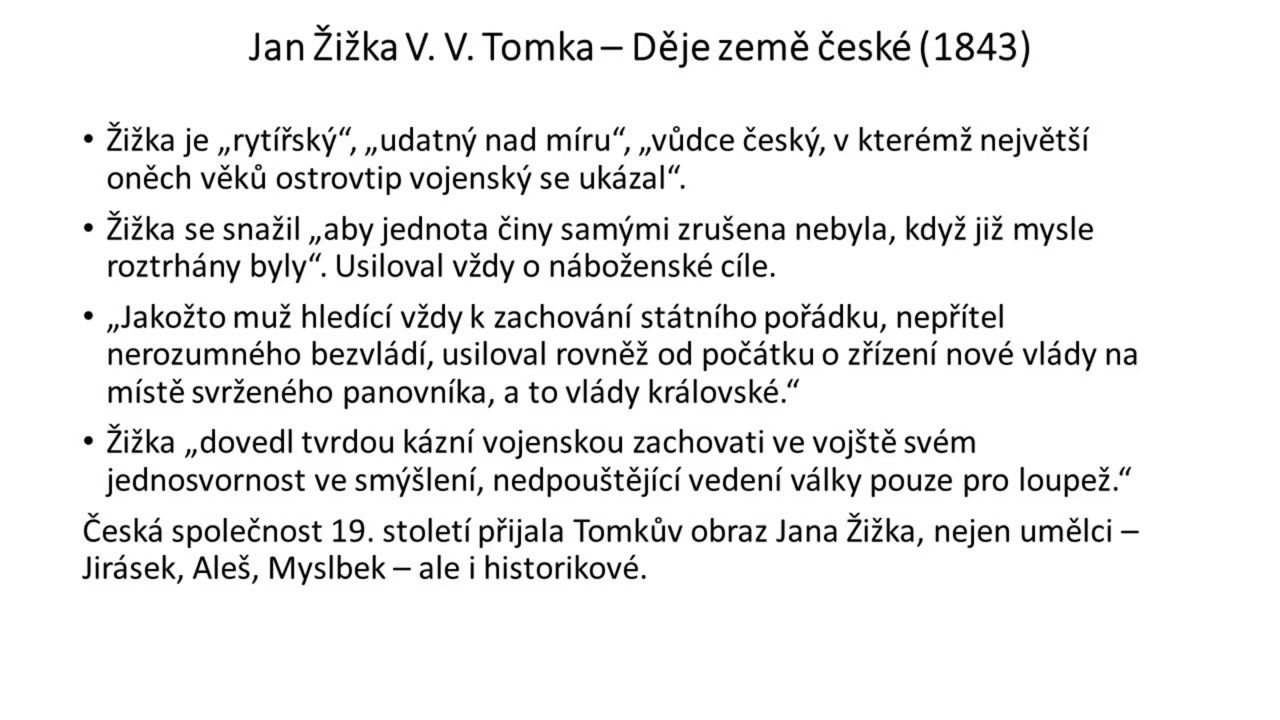 Jan Žižka V. V. Tomka – Děje země české (1843)
• Žižka je „rytířský“, „udatný nad míru“, „vůdce český, v kterémž největší
oněch věků ostrovtip vojenský se ukázal“.
• Žižka se snažil „aby jednota činy samými zrušena nebyla, když již mysle
roztrhány byly“. Usiloval vždy o náboženské cíle.
• „Jakožto muž hledící vždy k zachování státního pořádku, nepřítel
nerozumného bezvládí, usiloval rovněž od počátku o zřízení nové vlády na
místě svrženého panovníka, a to vlády královské.“
• Žižka „dovedl tvrdou kázní vojenskou zachovati ve vojště svém
jednosvornost ve smýšlení, nedpouštějící vedení války pouze pro loupež.“
Česká společnost 19. století přijala Tomkův obraz Jana Žižka, nejen umělci –
Jirásek, Aleš, Myslbek – ale i historikové.